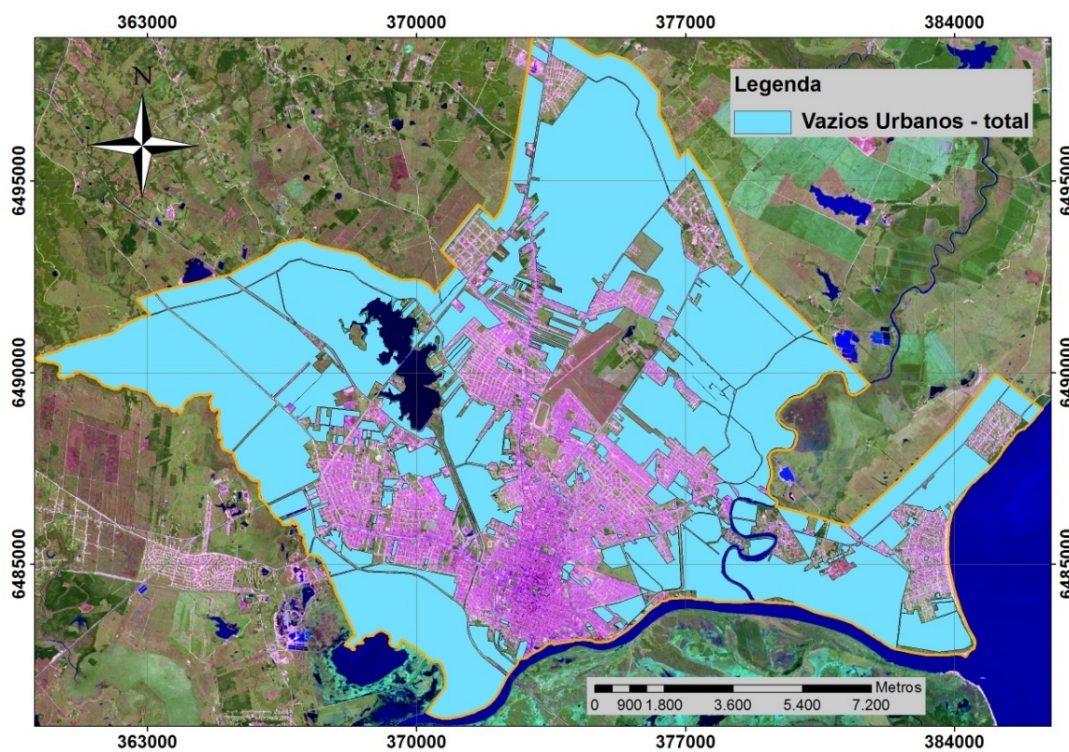 363000 370000 377000 384000
N
Legenda
Vazios Urbanos - total
6495000 6495000
6490000 6490000
6485000 6485000
Metros
0 900 1.800 3.600 5.400 7.200
363000 370000 377000 384000